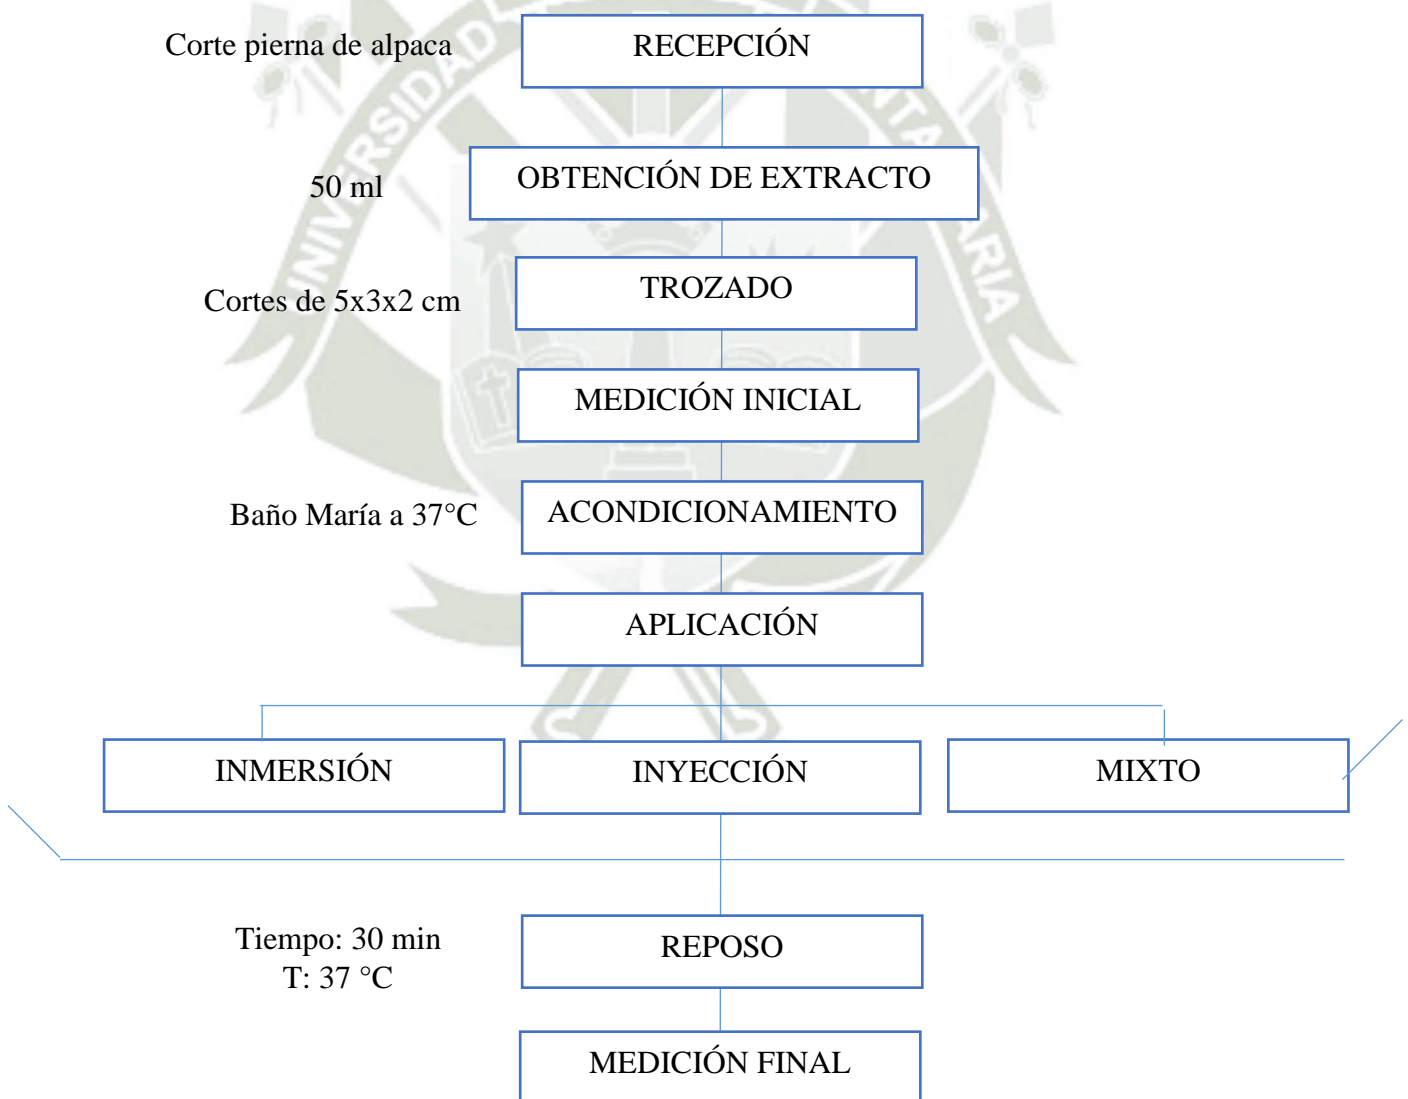 Corte pierna de alpaca
RECEPCIÓN
50 ml
OBTENCIÓN DE EXTRACTO
Cortes de 5x3x2 cm
TROZADO
MEDICIÓN INICIAL
Baño María a 37°C
ACONDICIONAMIENTO
APLICACIÓN
INMERSIÓN
INYECCIÓN
MIXTO
Tiempo: 30 min
T: 37 °C
REPOSO
MEDICIÓN FINAL
UNIVERSIDAD